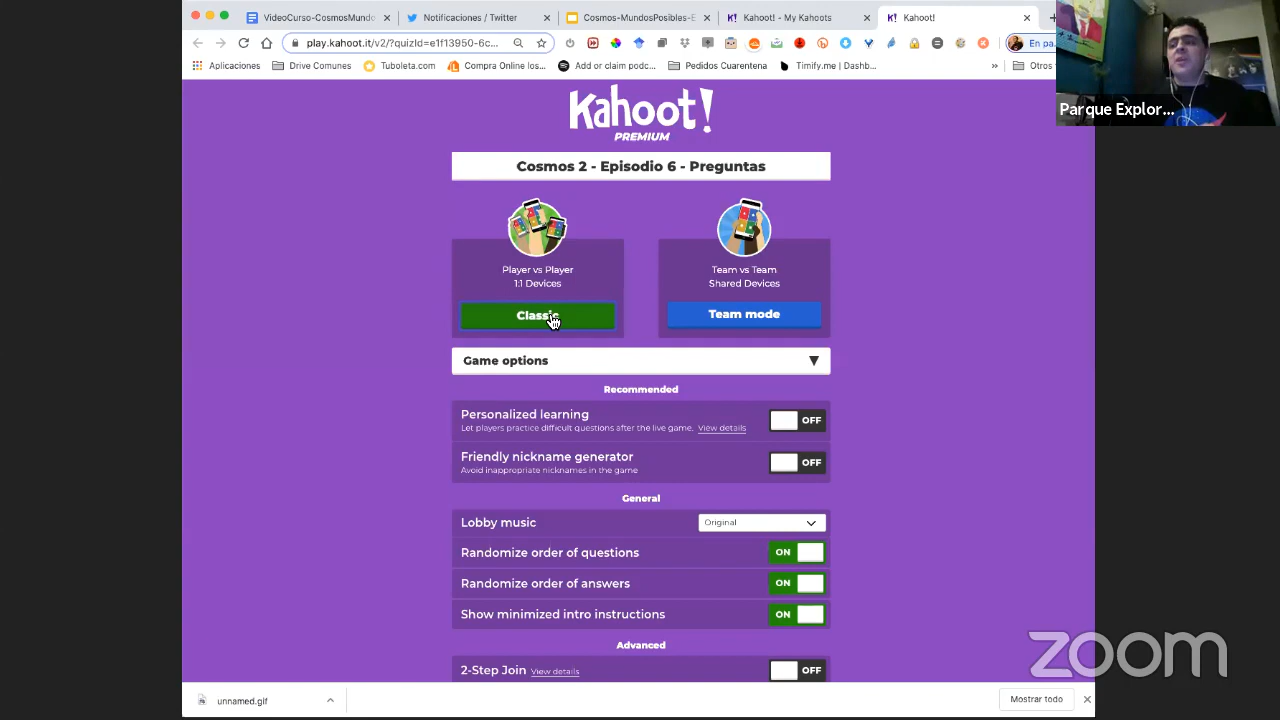 VideoCurso-CosmosMundo
Notificaciones / Twitter
Cosmos-MundosPosibles-E
Kahoot! - My Kahoots
Kahoot!
play.kahoot.it/v2/?quizId=e1f13950-6c...
En pa
Aplicaciones
Drive Comunes
Tuboleta.com
Compra Online los...
Add or claim podc...
Pedidos Cuarentena
Timify.me | Dashb...
»
Otros
Parque Explor...
Kahoot!
PREMIUM
Cosmos 2 - Episodio 6 - Preguntas
Player vs Player
1:1 Devices
Classic
Team vs Team
Shared Devices
Team mode
Game options
Recommended
Personalized learning
Let players practice difficult questions after the live game. View details
OFF
Friendly nickname generator
Avoid inappropriate nicknames in the game
OFF
General
Lobby music
Original
Randomize order of questions
ON
Randomize order of answers
ON
Show minimized intro instructions
ON
Advanced
2-Step Join View details
OFF
zoom
unnamed.gif
Mostrar todo